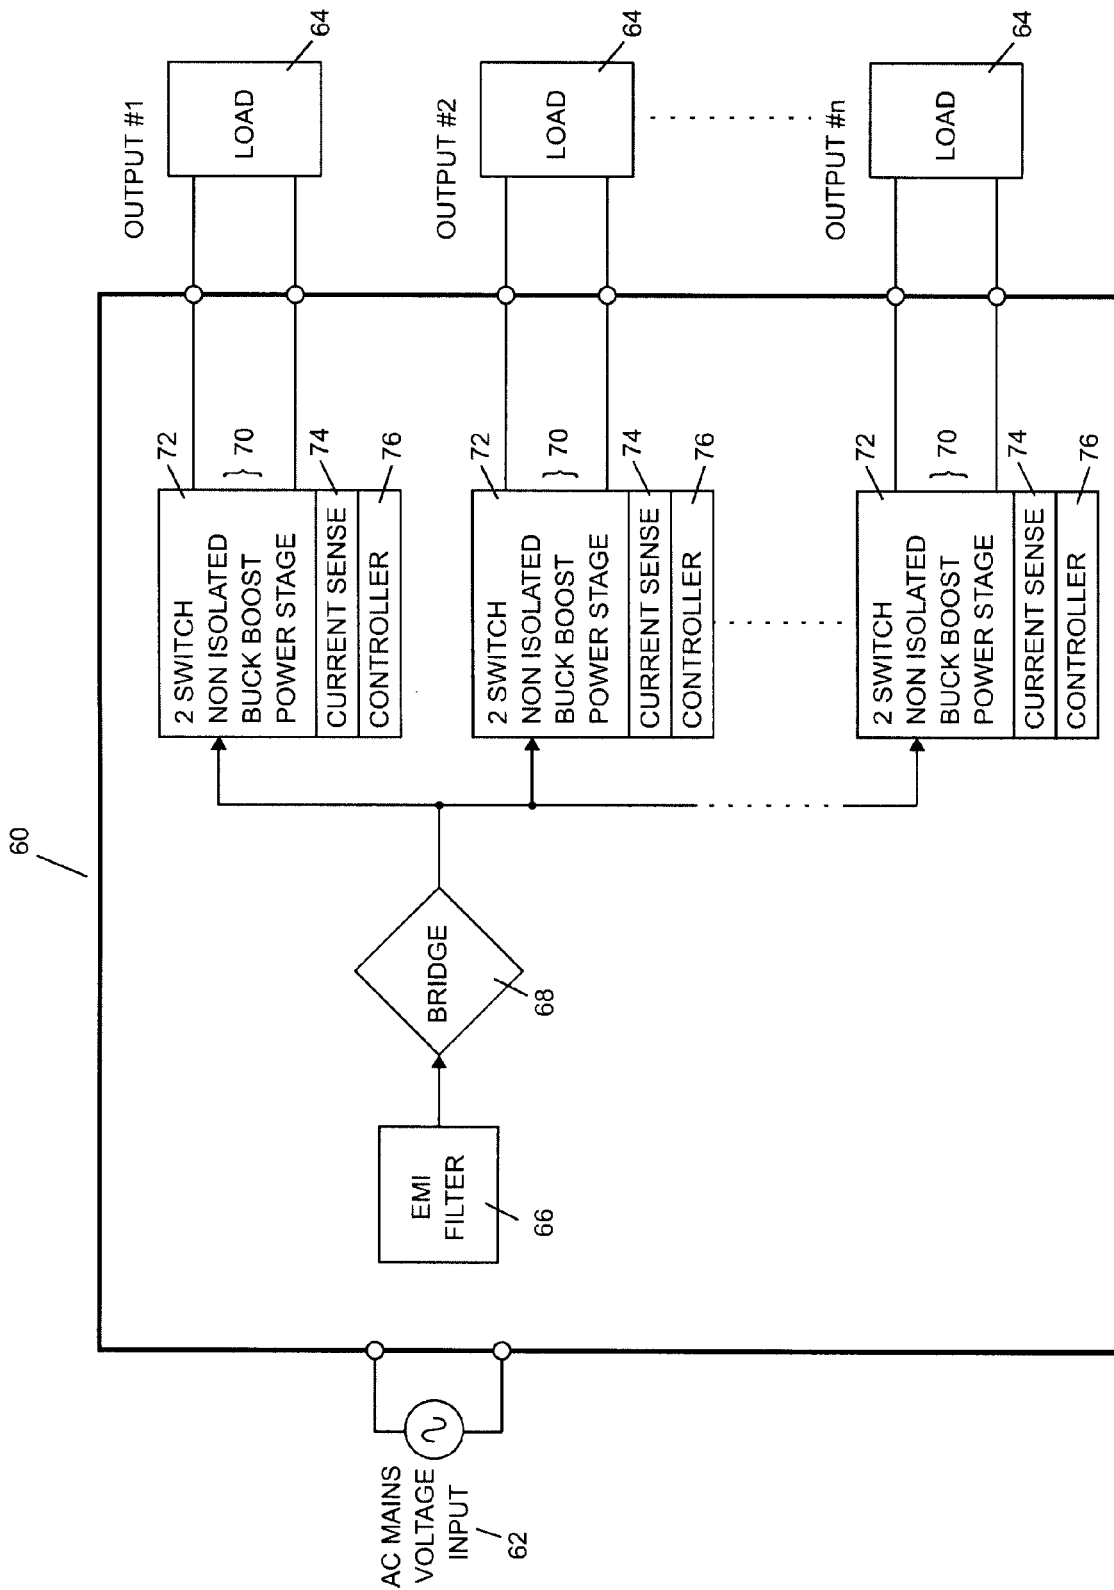 60
AC MAINS
VOLTAGE
INPUT
62
EMI
FILTER
66
BRIDGE
68
2 SWITCH
NON ISOLATED
BUCK BOOST
POWER STAGE
CURRENT SENSE
CONTROLLER
72
} 70
74
76
OUTPUT #1
LOAD
64
2 SWITCH
NON ISOLATED
BUCK BOOST
POWER STAGE
CURRENT SENSE
CONTROLLER
72
} 70
74
76
OUTPUT #2
LOAD
64
2 SWITCH
NON ISOLATED
BUCK BOOST
POWER STAGE
CURRENT SENSE
CONTROLLER
72
} 70
74
76
OUTPUT #n
LOAD
64